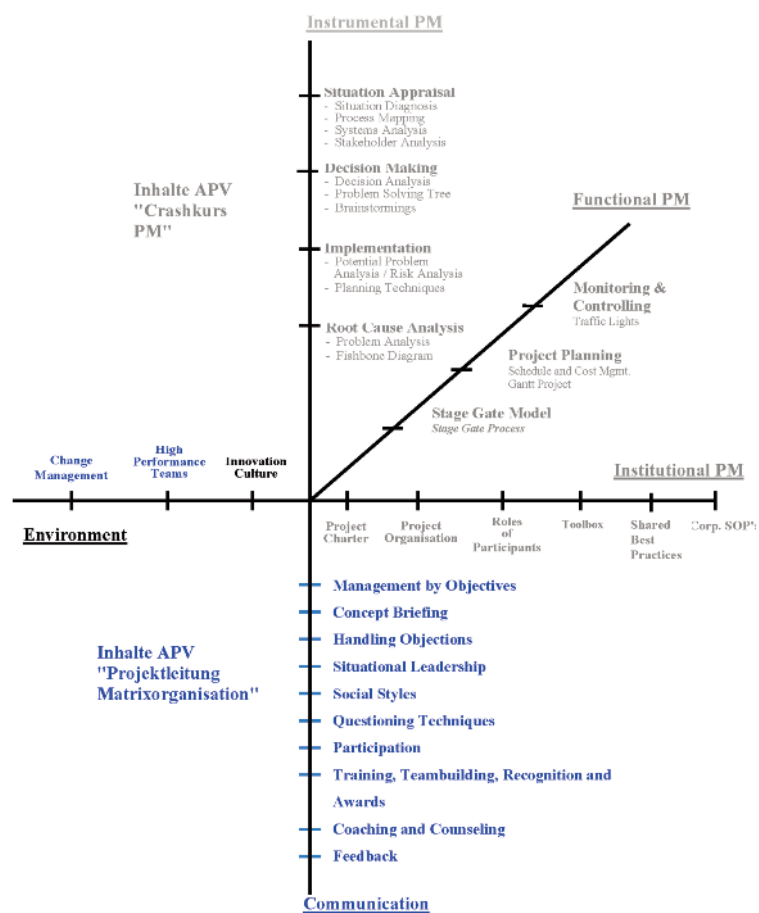 Instrumental PM
Situation Appraisal
- Situation Diagnosis
- Process Mapping
- Systems Analysis
- Stakeholder Analysis
Decision Making
- Decision Analysis
- Problem Solving Tree
- Brainstormings
Inhalte APV
"Crashkurs
PM"
Functional PM
Implementation
- Potential Problem
Analysis / Risk Analysis
- Planning Techniques
Monitoring &
Controlling
Traffic Lights
Root Cause Analysis
- Problem Analysis
- Fishbone Diagram
Project Planning
Schedule and Cost Mgmt.
Gantt Project
Stage Gate Model
Stage Gate Process
Change
Management
High
Performance
Teams
Innovation
Culture
Institutional PM
Environment
Project
Charter
Project
Organisation
Roles
of
Participants
Toolbox
Shared
Best
Practices
Corp. SOP's
Management by Objectives
Concept Briefing
Handling Objections
Inhalte APV
"Projektleitung
Matrixorganisation"
Situational Leadership
Social Styles
Questioning Techniques
Participation
Training, Teambuilding, Recognition and
Awards
Coaching and Counseling
Feedback
Communication